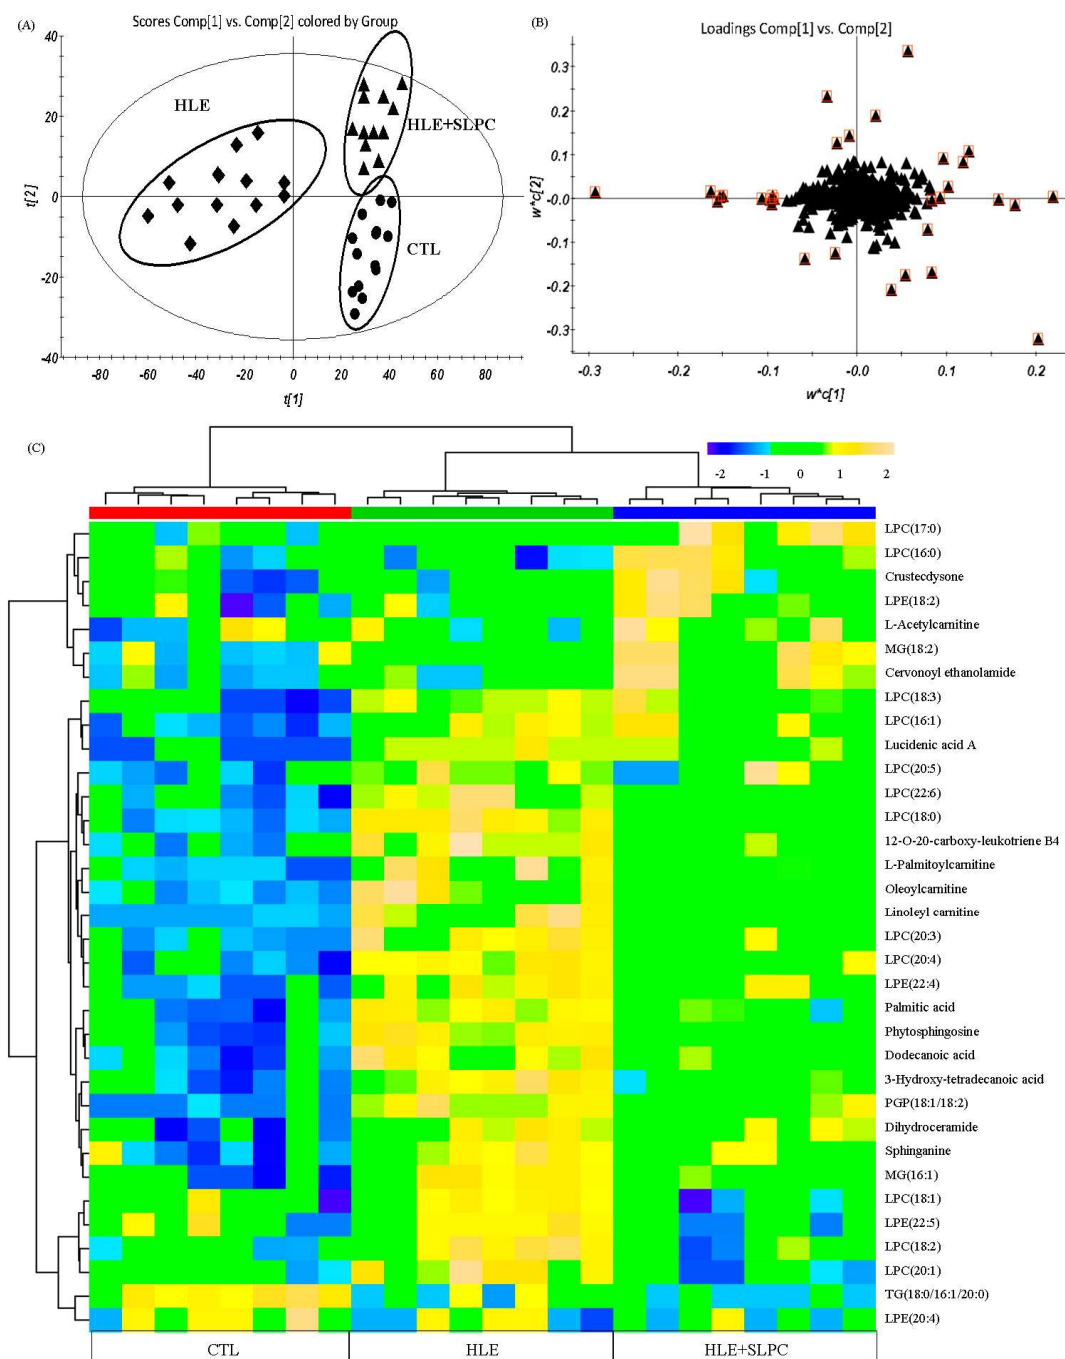 (A)
Scores Comp[1] vs. Comp[2] colored by Group
HLE
HLE+SLPC
CTL
40
20
0
-20
-40
t[2]
-80 -60 -40 -20 0 20 40 60 80
t[1]
(B)
Loadings Comp[1] vs. Comp[2]
0.3
0.2
0.1
-0.0
-0.1
-0.2
-0.3
w*c[2]
-0.3 -0.2 -0.1 -0.0 0.1 0.2
w*c[1]
(C)
-2 -1 0 1 2
LPC(17:0)
LPC(16:0)
Crustecdysone
LPE(18:2)
L-Acetylcarnitine
MG(18:2)
Cervonoyl ethanolamide
LPC(18:3)
LPC(16:1)
Lucidenic acid A
LPC(20:5)
LPC(22:6)
LPC(18:0)
12-O-20-carboxy-leukotriene B4
L-Palmitoylcarnitine
Oleoylcarnitine
Linoleyl carnitine
LPC(20:3)
LPC(20:4)
LPE(22:4)
Palmitic acid
Phytosphingosine
Dodecanoic acid
3-Hydroxy-tetradecanoic acid
PGP(18:1/18:2)
Dihydroceramide
Sphinganine
MG(16:1)
LPC(18:1)
LPE(22:5)
LPC(18:2)
LPC(20:1)
TG(18:0/16:1/20:0)
LPE(20:4)
CTL HLE HLE+SLPC